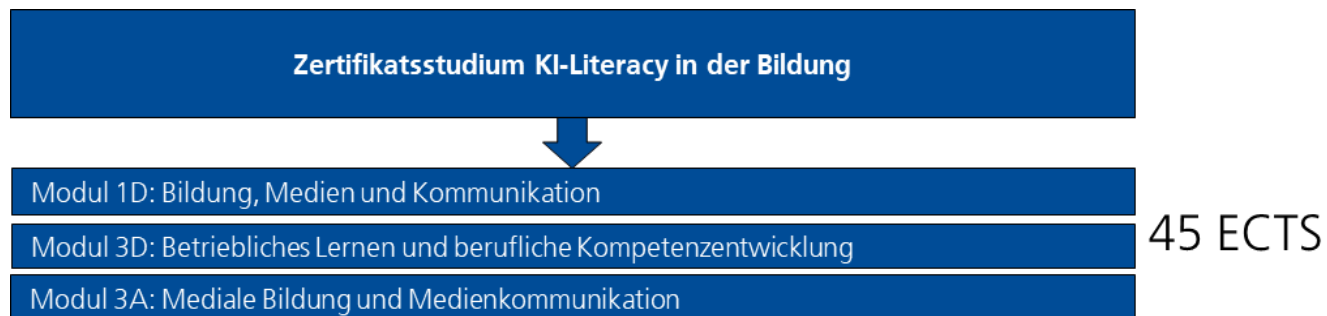 Zertifikatsstudium KI-Literacy in der Bildung
Modul 1D: Bildung, Medien und Kommunikation
Modul 3D: Betriebliches Lernen und berufliche Kompetenzentwicklung
45 ECTS
Modul 3A: Mediale Bildung und Medienkommunikation